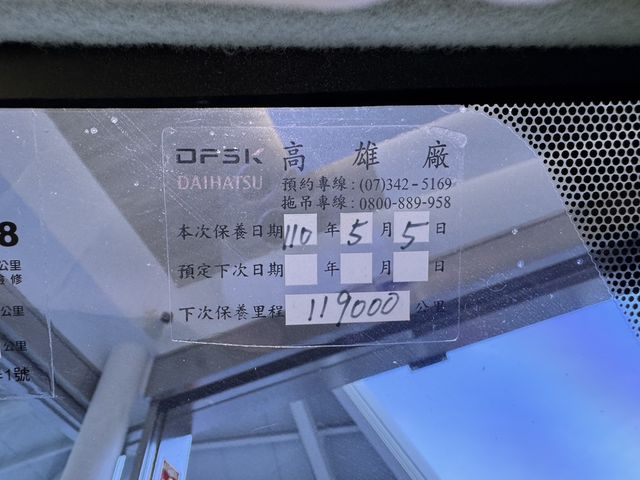 DFSK 高雄廠
DAIHATSU 預約專線:(07)342-5169
拖吊專線:0800-889-958
本次保養日期 110 年 5 月 5 日
預定下次日期 年 月 日
下次保養里程 119000 公里
8
公里
檢修
公里
公里
1號